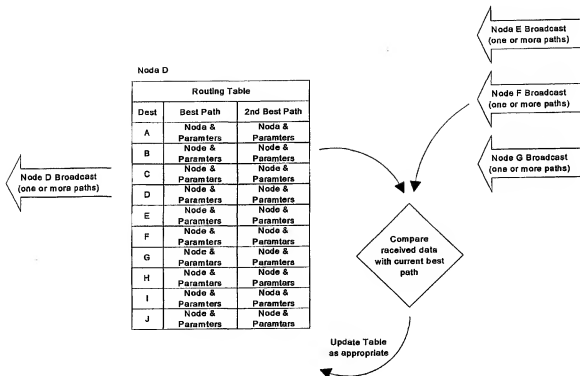 Node E Broadcast
(one or more paths)
Node F Broadcast
(one or more paths)
Node G Broadcast
(one or more paths)
Node D
Routing Table
Dest Best Path 2nd Best Path
A Node & Paramters Node & Paramters
B Node & Paramters Node & Paramters
C Node & Paramters Node & Paramters
D Node & Paramters Node & Paramters
E Node & Paramters Node & Paramters
F Node & Paramters Node & Paramtars
G Node & Paramters Node & Paramtars
H Node & Paramters Node & Paramters
I Node & Paramters Node & Paramters
J Node & Paramters Node & Paramtars
Node D Broadcast
(one or more paths)
Compare
received data
with current best
path
Update Table
as appropriate